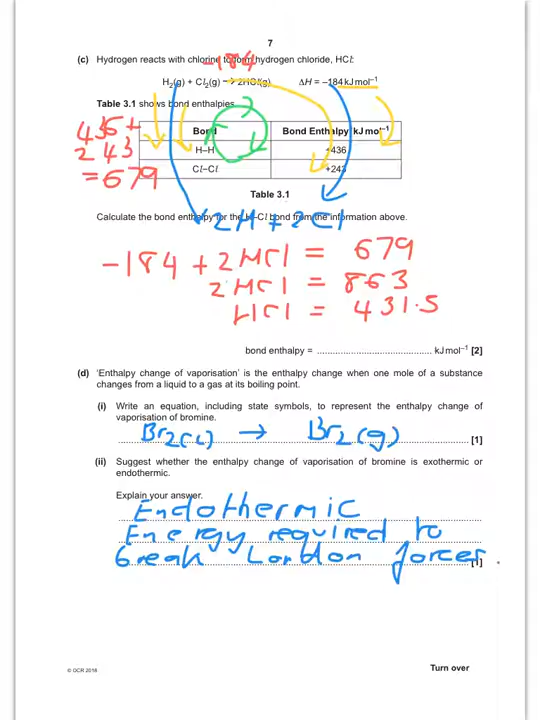 7
(c) Hydrogen reacts with chlorine to form hydrogen chloride, HCl:
-184
H2(g) + Cl2(g) → 2HCl(g) ΔH = –184 kJ mol–1
Table 3.1 shows bond enthalpies.
436 +
243
= 679
Bond Bond Enthalpy / kJ mol–1
H–H +436
Cl–Cl +243
Table 3.1
2H + 2Cl
Calculate the bond enthalpy for the H–Cl bond from the information above.
-184 + 2HCl = 679
2HCl = 863
HCl = 431.5
bond enthalpy = ........................................... kJ mol–1 [2]
(d) ‘Enthalpy change of vaporisation’ is the enthalpy change when one mole of a substance
changes from a liquid to a gas at its boiling point.
(i) Write an equation, including state symbols, to represent the enthalpy change of
vaporisation of bromine.
Br2(l) → Br2(g) [1]
(ii) Suggest whether the enthalpy change of vaporisation of bromine is exothermic or
endothermic.
Explain your answer.
Endothermic
Energy required to
break London forces [1]
© OCR 2018 Turn over